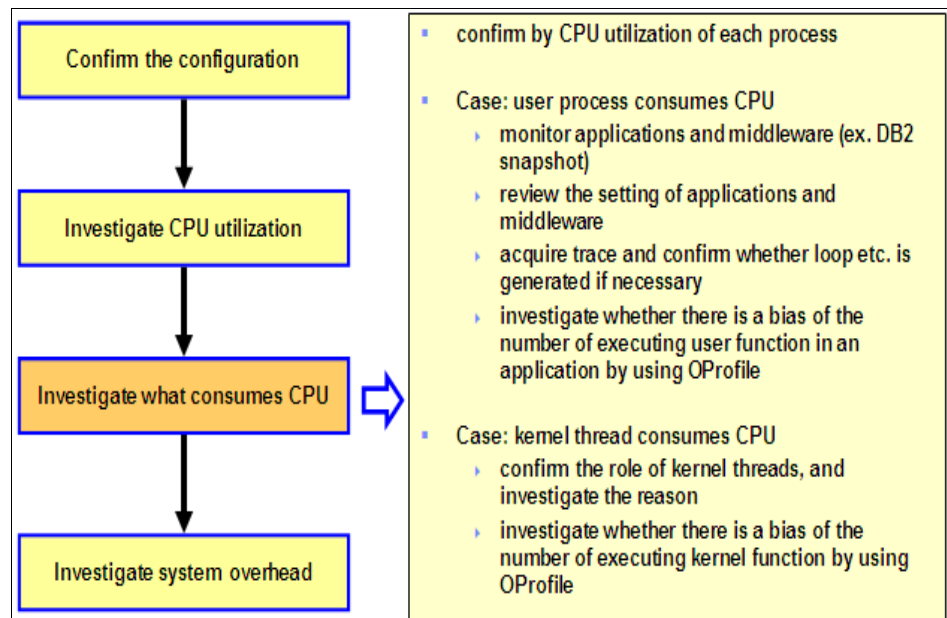 Confirm the configuration
Investigate CPU utilization
Investigate what consumes CPU
Investigate system overhead
confirm by CPU utilization of each process
Case: user process consumes CPU
monitor applications and middleware (ex. DB2
snapshot)
review the setting of applications and
middleware
acquire trace and confirm whether loop etc. is
generated if necessary
investigate whether there is a bias of the
number of executing user function in an
application by using OProfile
Case: kernel thread consumes CPU
confirm the role of kernel threads, and
investigate the reason
investigate whether there is a bias of the
number of executing kernel function by using
OProfile